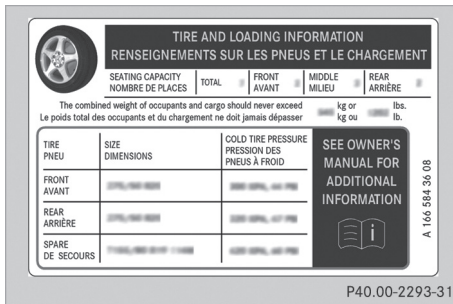 TIRE AND LOADING INFORMATION
RENSEIGNEMENTS SUR LES PNEUS ET LE CHARGEMENT
SEATING CAPACITY TOTAL FRONT MIDDLE REAR
NOMBRE DE PLACES AVANT MILIEU ARRIÈRE
The combined weight of occupants and cargo should never exceed kg or lbs.
Le poids total des occupants et du chargement ne doit jamais dépasser kg ou lb.
TIRE SIZE COLD TIRE PRESSURE
PNEU DIMENSIONS PRESSION DES
PNEUS À FROID
FRONT
AVANT
REAR
ARRIÈRE
SPARE
DE SECOURS
SEE OWNER'S
MANUAL FOR
ADDITIONAL
INFORMATION
i
A 166 584 36 08
P40.00-2293-31